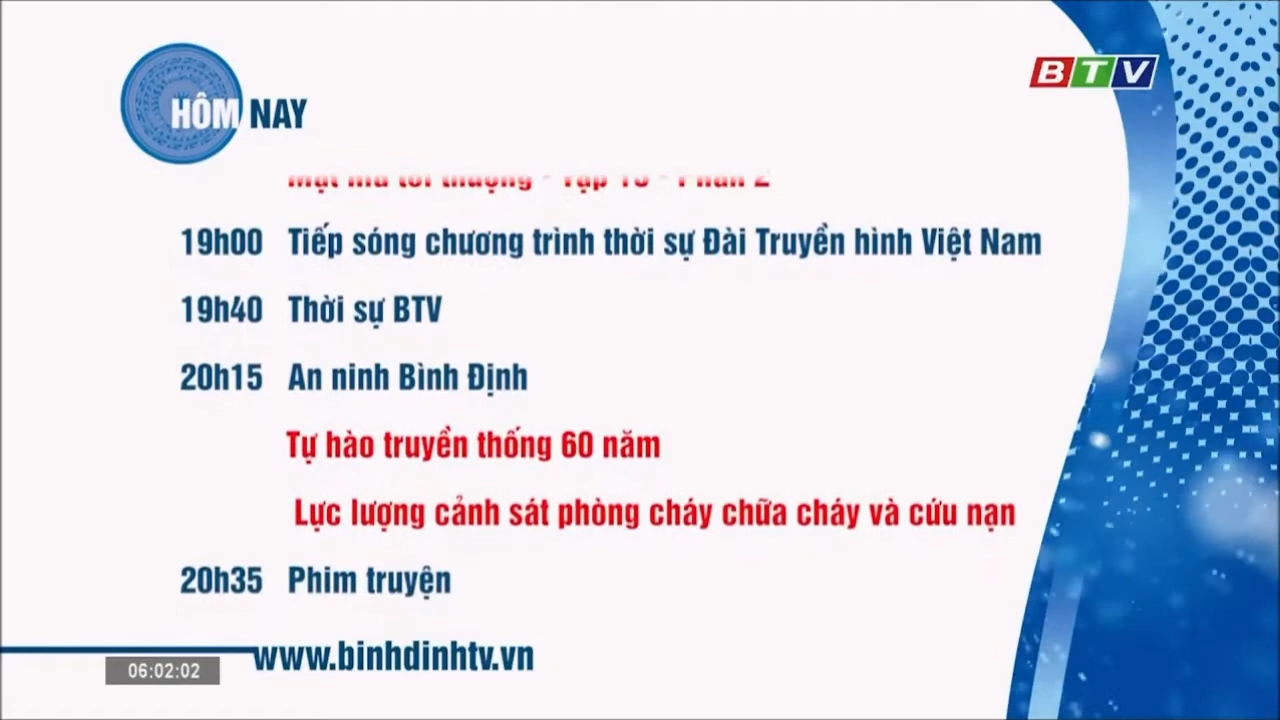 HÔM NAY
BTV
19h00 Tiếp sóng chương trình thời sự Đài Truyền hình Việt Nam
19h40 Thời sự BTV
20h15 An ninh Bình Định
Tự hào truyền thống 60 năm
Lực lượng cảnh sát phòng cháy chữa cháy và cứu nạn
20h35 Phim truyện
www.binhdinhtv.vn
06:02:02